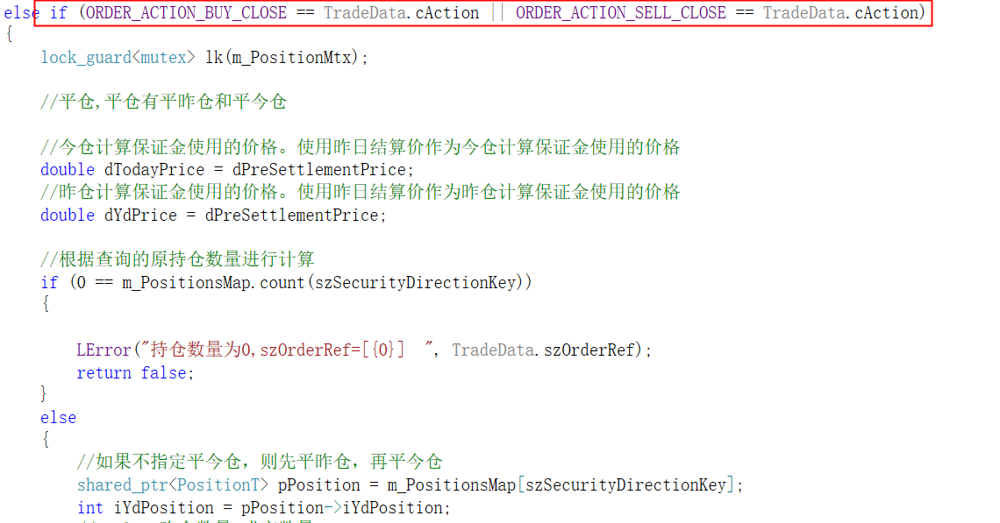 else if (ORDER_ACTION_BUY_CLOSE == TradeData.cAction || ORDER_ACTION_SELL_CLOSE == TradeData.cAction)
{
lock_guard<mutex> lk(m_PositionMtx);
//平仓,平仓有平昨仓和平今仓
//今仓计算保证金使用的价格。使用昨日结算价作为今仓计算保证金使用的价格
double dTodayPrice = dPreSettlementPrice;
//昨仓计算保证金使用的价格。使用昨日结算价作为昨仓计算保证金使用的价格
double dYdPrice = dPreSettlementPrice;
//根据查询的原持仓数量进行计算
if (0 == m_PositionsMap.count(szSecurityDirectionKey))
{
LError("持仓数量为0,szOrderRef=[{0}]  ", TradeData.szOrderRef);
return false;
}
else
{
//如果不指定平今仓，则先平昨仓，再平今仓
shared_ptr<PositionT> pPosition = m_PositionsMap[szSecurityDirectionKey];
int iYdPosition = pPosition->iYdPosition;